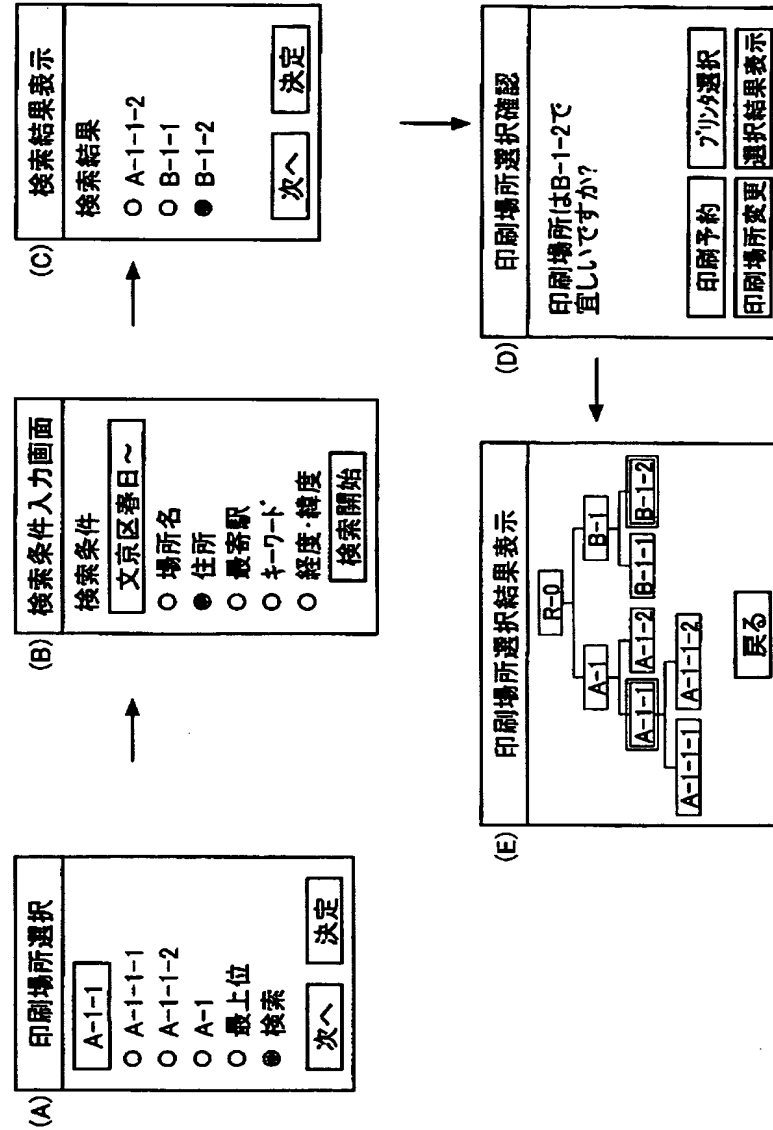 (A)
印刷場所選択
A-1-1
A-1-1-1
A-1-1-2
A-1
最上位
検索
次へ 決定
(B)
検索条件入力画面
検索条件
文京区春日~
場所名
住所
最寄駅
キーワード
経度・緯度
検索開始
(C)
検索結果表示
検索結果
A-1-1-2
B-1-1
B-1-2
次へ 決定
(D)
印刷場所選択確認
印刷場所はB-1-2で
宜しいですか?
印刷予約 プリンタ選択
印刷場所変更 選択結果表示
(E)
印刷場所選択結果表示
R-0
A-1 B-1
A-1-1 A-1-2 B-1-1 B-1-2
A-1-1-1 A-1-1-2
戻る